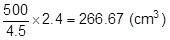 500/4.5 × 2.4 = 266.67 (cm³)